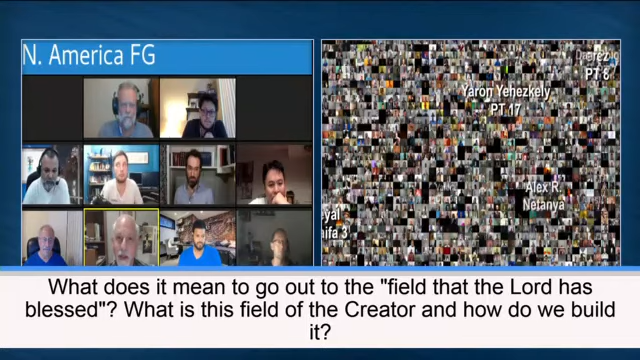 N. America FG
PT 6
Yaron Yehezkely
PT 17
Alex R.
Netanya
What does it mean to go out to the "field that the Lord has
blessed"? What is this field of the Creator and how do we build
it?